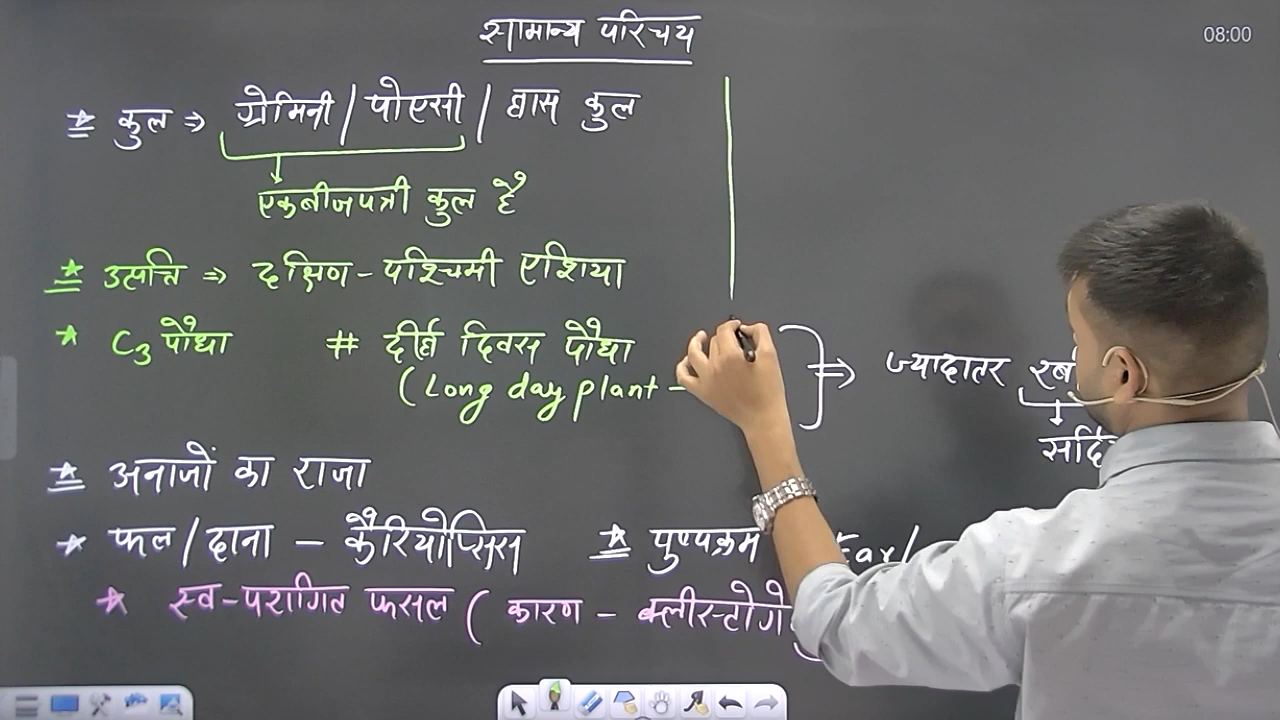 सामान्य परिचय
08:00
* कुल ⇒ ग्रेमिनी / पोएसी / घास कुल
एकबीजपत्री कुल है
* उत्पत्ति ⇒ दक्षिण - पश्चिमी एशिया
* C3 पौधा # दीर्घ दिवस पौधा
(Long day plant - ⇒ ज्यादातर
* अनाजों का राजा
* फल / दाना - कैरियोप्सिस * पुष्पक्रम Ear/
* स्व-परागित फसल ( कारण -